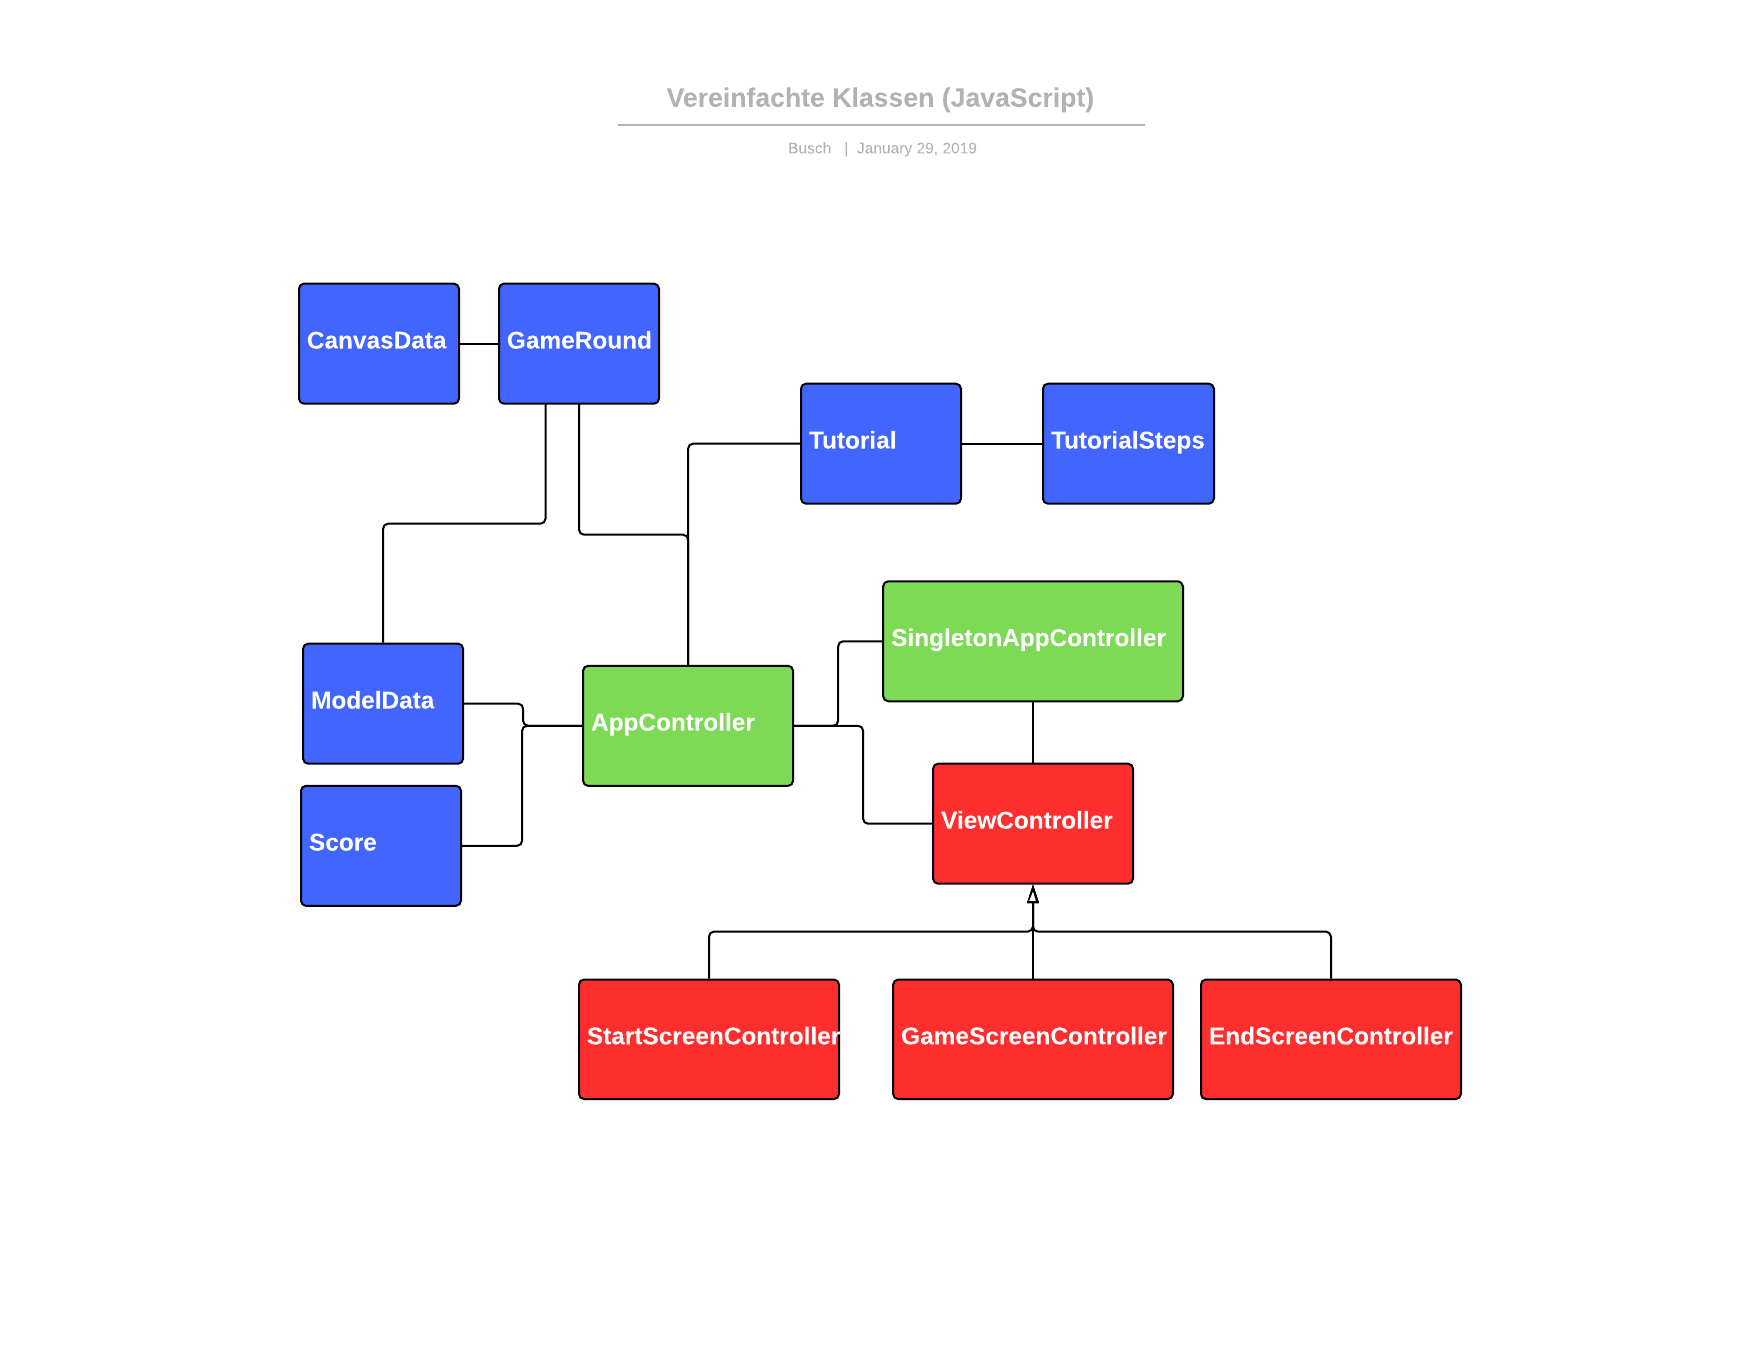 Vereinfachte Klassen (JavaScript)
Busch | January 29, 2019
CanvasData
GameRound
Tutorial
TutorialSteps
SingletonAppController
ModelData
AppController
ViewController
Score
StartScreenController
GameScreenController
EndScreenController